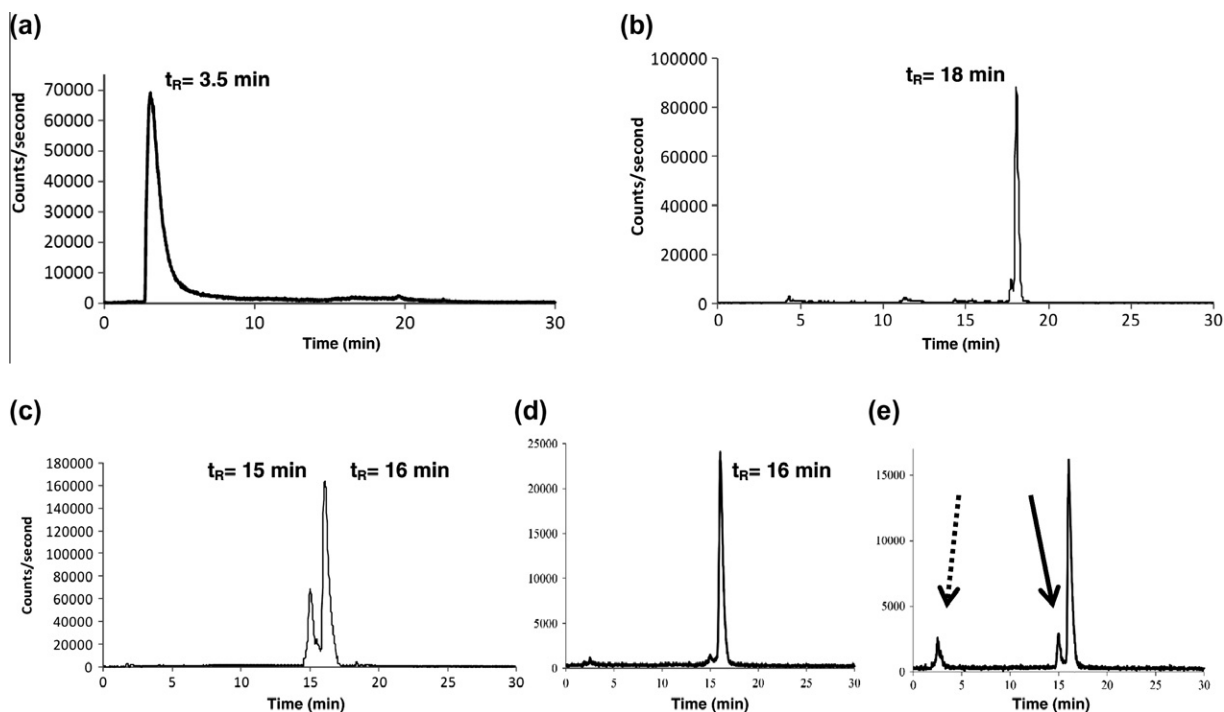 (a)
t_R= 3.5 min
Counts/second
70000
60000
50000
40000
30000
20000
10000
0
0 10 20 30
Time (min)
(b)
t_R= 18 min
Counts/second
100000
80000
60000
40000
20000
0
0 5 10 15 20 25 30
Time (min)
(c)
t_R= 15 min t_R= 16 min
Counts/second
180000
160000
140000
120000
100000
80000
60000
40000
20000
0
0 5 10 15 20 25 30
Time (min)
(d)
t_R= 16 min
25000
20000
15000
10000
5000
0
0 5 10 15 20 25 30
Time (min)
(e)
15000
10000
5000
0
0 5 10 15 20 25 30
Time (min)